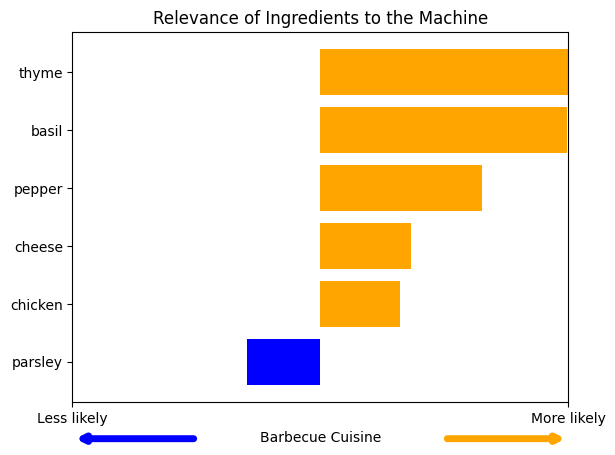 Relevance of Ingredients to the Machine
thyme
basil
pepper
cheese
chicken
parsley
Less likely
More likely
Barbecue Cuisine